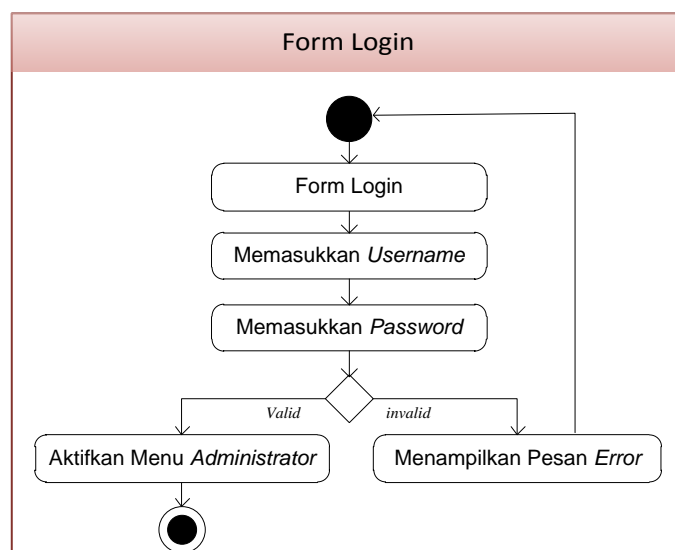 Form Login
Form Login
Memasukkan Username
Memasukkan Password
Valid
invalid
Aktifkan Menu Administrator
Menampilkan Pesan Error